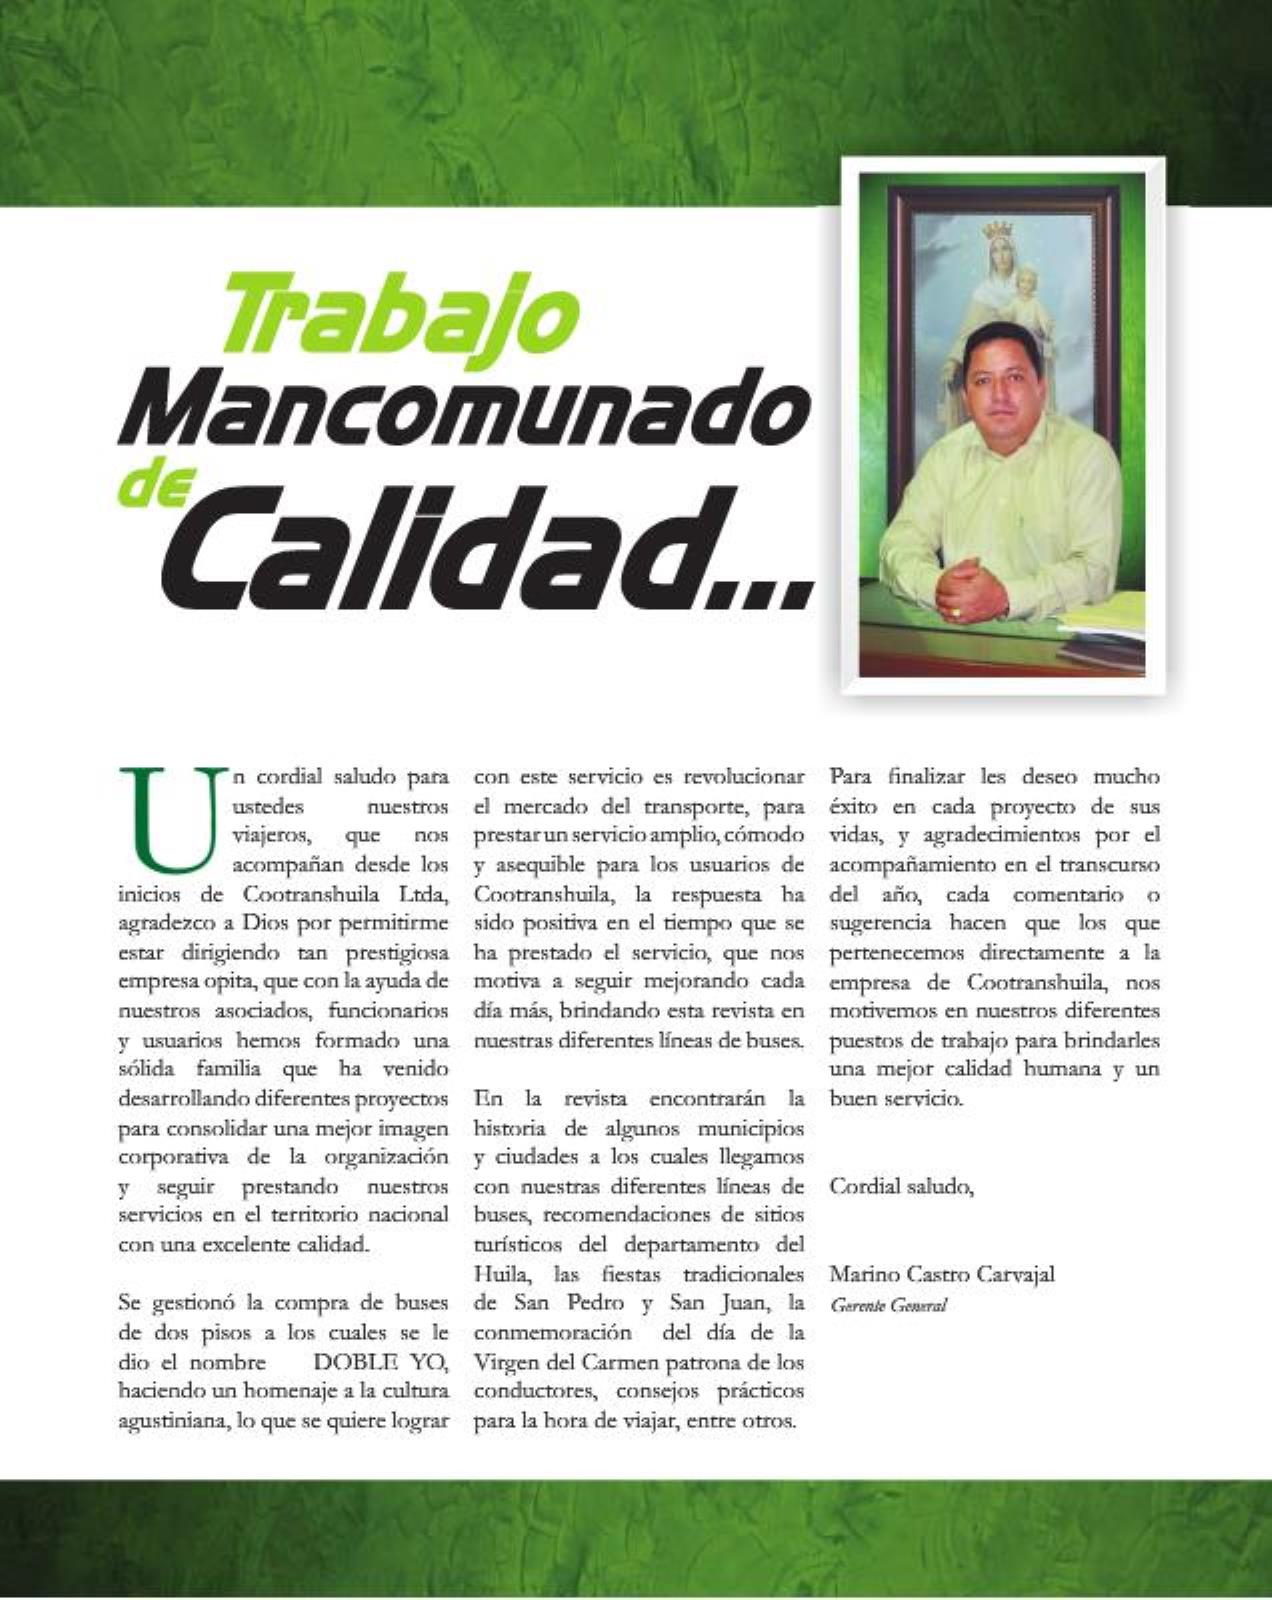 Trabajo
Mancomunado
de
Calidad...
Un cordial saludo para
ustedes nuestros
viajeros, que nos
acompañan desde los
inicios de Cootranshuila Ltda,
agradezco a Dios por permitirme
estar dirigiendo tan prestigiosa
empresa opita, que con la ayuda de
nuestros asociados, funcionarios
y usuarios hemos formado una
sólida familia que ha venido
desarrollando diferentes proyectos
para consolidar una mejor imagen
corporativa de la organización
y seguir prestando nuestros
servicios en el territorio nacional
con una excelente calidad.
Se gestionó la compra de buses
de dos pisos a los cuales se le
dio el nombre DOBLE YO,
haciendo un homenaje a la cultura
agustiniana, lo que se quiere lograr
con este servicio es revolucionar
el mercado del transporte, para
prestar un servicio amplio, cómodo
y asequible para los usuarios de
Cootranshuila, la respuesta ha
sido positiva en el tiempo que se
ha prestado el servicio, que nos
motiva a seguir mejorando cada
día más, brindando esta revista en
nuestras diferentes líneas de buses.
En la revista encontrarán la
historia de algunos municipios
y ciudades a los cuales llegamos
con nuestras diferentes líneas de
buses, recomendaciones de sitios
turísticos del departamento del
Huila, las fiestas tradicionales
de San Pedro y San Juan, la
conmemoración del día de la
Virgen del Carmen patrona de los
conductores, consejos prácticos
para la hora de viajar, entre otros.
Para finalizar les deseo mucho
éxito en cada proyecto de sus
vidas, y agradecimientos por el
acompañamiento en el transcurso
del año, cada comentario o
sugerencia hacen que los que
pertenecemos directamente a la
empresa de Cootranshuila, nos
motivemos en nuestros diferentes
puestos de trabajo para brindarles
una mejor calidad humana y un
buen servicio.
Cordial saludo,
Marino Castro Carvajal
Gerente General